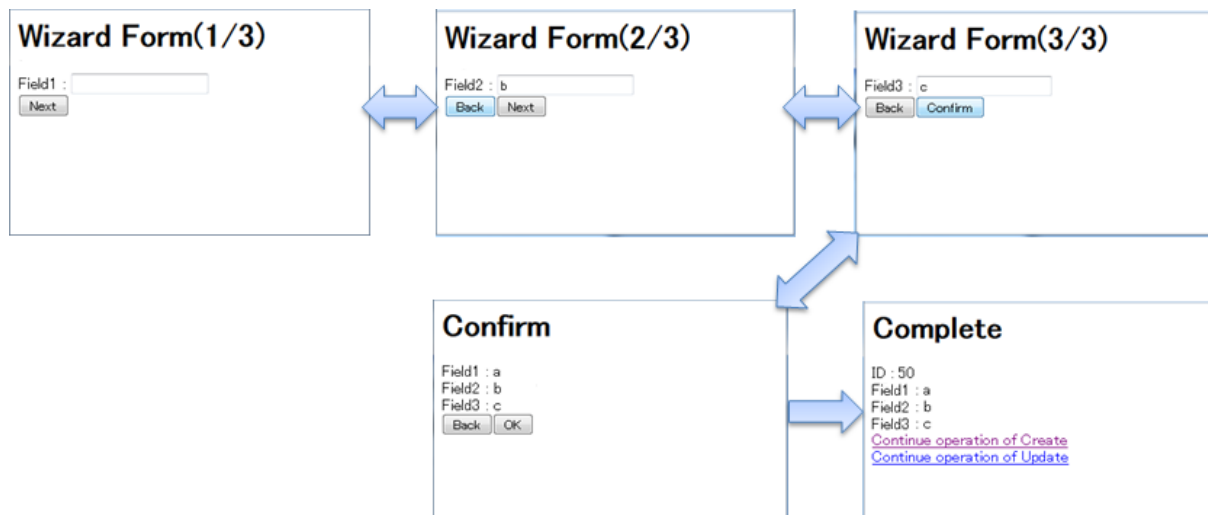 Wizard Form(1/3)
Field1 :
Next
Wizard Form(2/3)
Field2 : b
Back Next
Wizard Form(3/3)
Field3 : c
Back Confirm
Confirm
Field1 : a
Field2 : b
Field3 : c
Back OK
Complete
ID : 50
Field1 : a
Field2 : b
Field3 : c
Continue operation of Create
Continue operation of Update